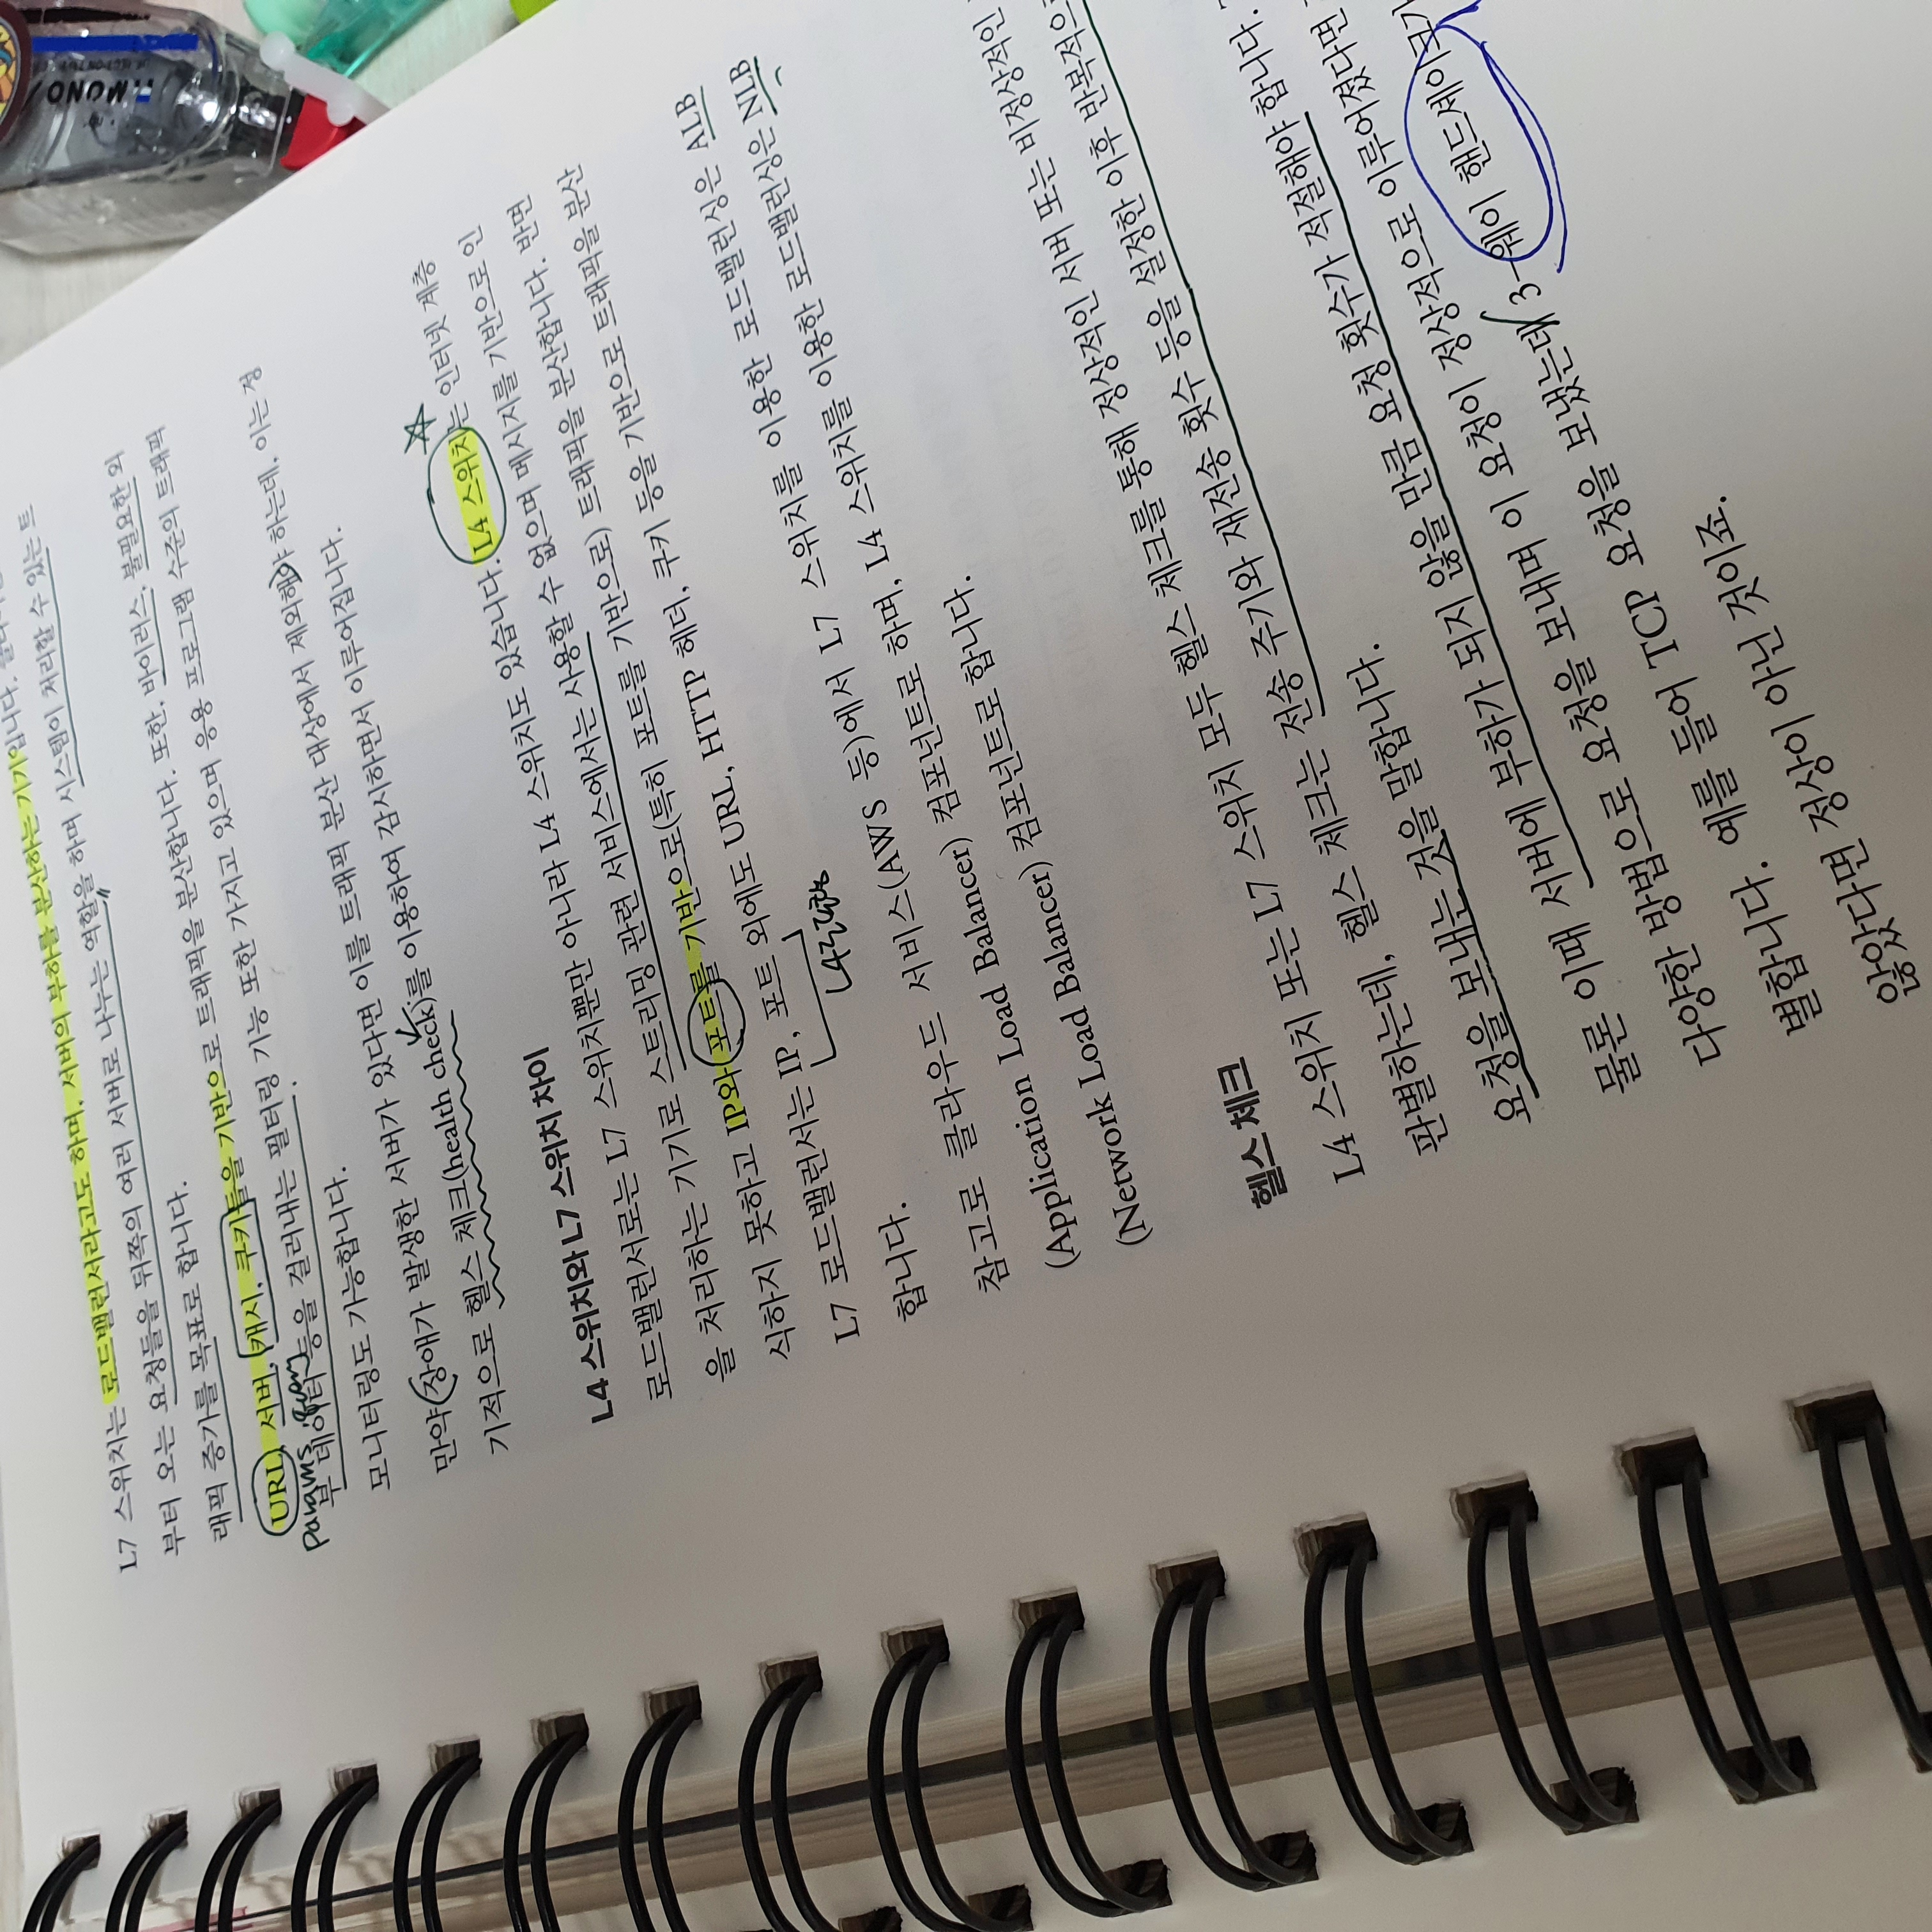 L7 스위치는 로드밸런서라고도 하며, 서버의 부하를 분산하는 기기입니다.
부터 오는 요청들을 뒤쪽의 여러 서버로 나누는 역할을 하며 시스템이 처리할 수 있는 트
래픽 증가를 목표로 합니다.
URL, 서버, 캐시, 쿠키들을 기반으로 트래픽을 분산합니다. 또한, 바이러스, 불필요한 외
params, query
부 데이터 등을 걸러내는 필터링 기능 또한 가지고 있으며 응용 프로그램 수준의 트래픽
모니터링도 가능합니다.
만약 장애가 발생한 서버가 있다면 이를 트래픽 분산 대상에서 제외해야 하는데, 이는 정
기적으로 헬스 체크(health check)를 이용하여 감시하면서 이루어집니다.
L4 스위치와 L7 스위치 차이
로드밸런서로는 L7 스위치뿐만 아니라 L4 스위치도 있습니다. L4 스위치는 인터넷 계층
을 처리하는 기기로 스트리밍 관련 서비스에서는 사용할 수 없으며 메시지를 기반으로 인
식하지 못하고 IP와 포트를 기반으로(특히 포트를 기반으로) 트래픽을 분산합니다. 반면
L7 로드밸런서는 IP, 포트 외에도 URL, HTTP 헤더, 쿠키 등을 기반으로 트래픽을 분산
L4
합니다.
참고로 클라우드 서비스(AWS 등)에서 L7 스위치를 이용한 로드밸런싱은 ALB
(Application Load Balancer) 컴포넌트로 하며, L4 스위치를 이용한 로드밸런싱은 NLB
(Network Load Balancer) 컴포넌트로 합니다.
헬스 체크
L4 스위치 또는 L7 스위치 모두 헬스 체크를 통해 정상적인 서버 또는 비정상적인
판별하는데, 헬스 체크는 전송 주기와 재전송 횟수 등을 설정한 이후 반복적으로
요청을 보내는 것을 말합니다.
물론 이때 서버에 부하가 되지 않을 만큼 요청 횟수가 적절해야 합니다.
다양한 방법으로 요청을 보내며 이 요청이 정상적으로 이루어졌다면
별합니다. 예를 들어 TCP 요청을 보냈는데 3-웨이 핸드셰이크가
않았다면 정상이 아닌 것이죠.
MONO